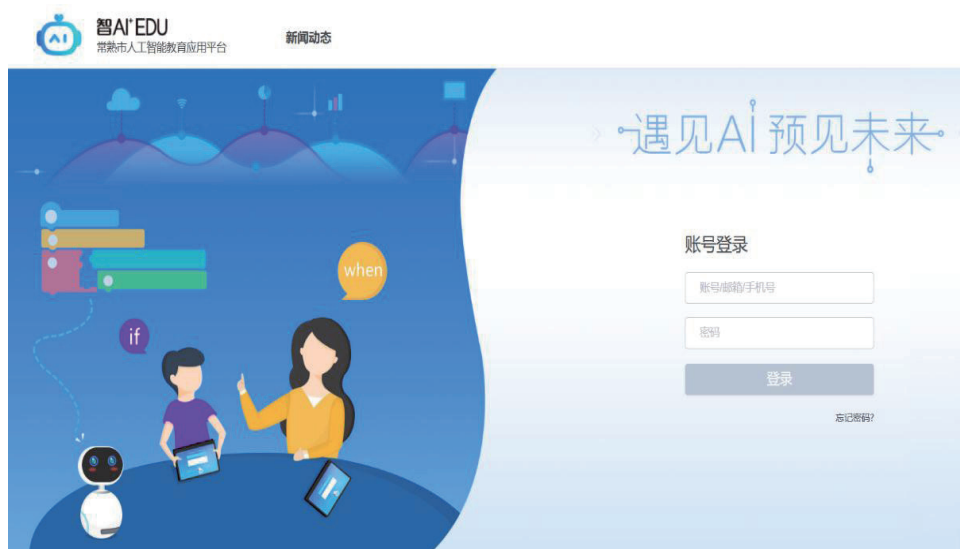 智AI⁺EDU
常熟市人工智能教育应用平台
新闻动态
遇见AI 预见未来
账号登录
账号/邮箱/手机号
密码
登录
忘记密码?
when
if
AI